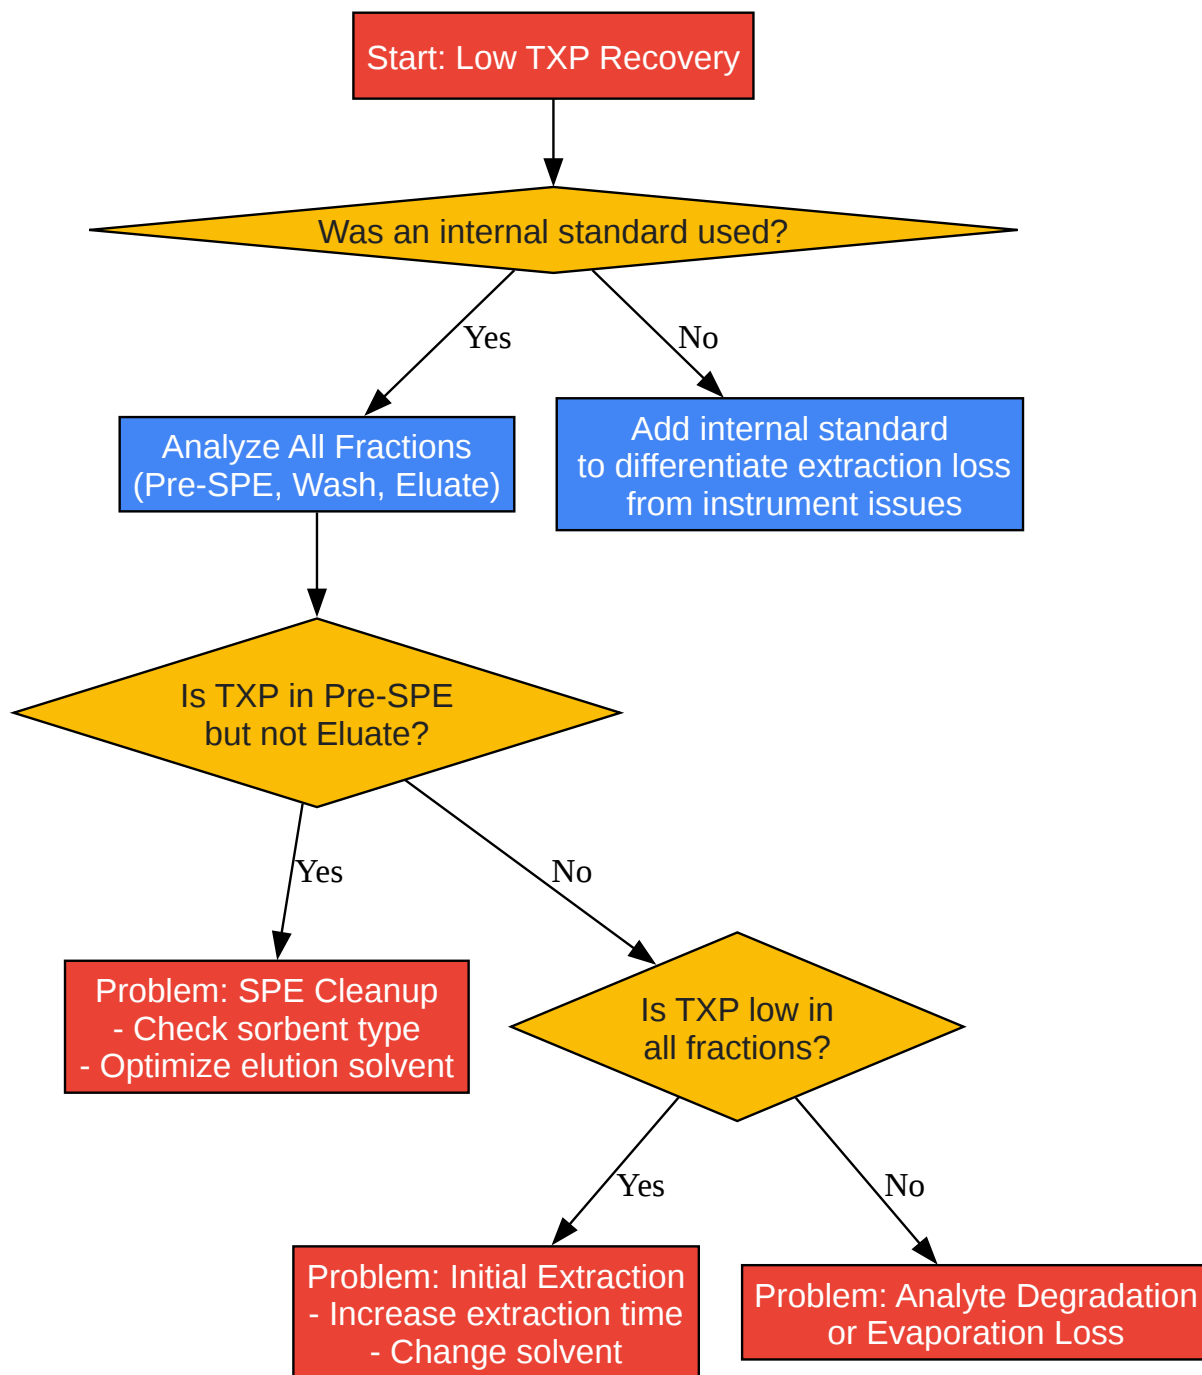 Start: Low TXP Recovery
Was an internal standard used?
Yes
No
Analyze All Fractions
(Pre-SPE, Wash, Eluate)
Add internal standard
to differentiate extraction loss
from instrument issues
Is TXP in Pre-SPE
but not Eluate?
Yes
No
Problem: SPE Cleanup
- Check sorbent type
- Optimize elution solvent
Is TXP low in
all fractions?
Yes
No
Problem: Initial Extraction
- Increase extraction time
- Change solvent
Problem: Analyte Degradation
or Evaporation Loss